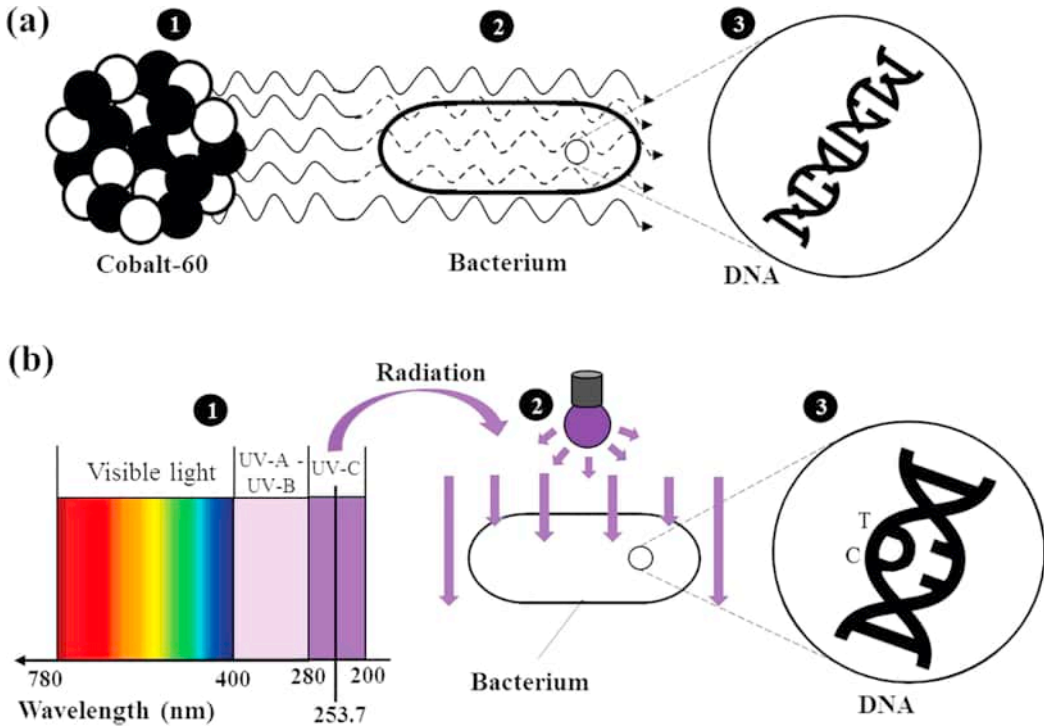 (a)
1
2
3
Cobalt-60
Bacterium
DNA
(b)
Radiation
1
2
3
Visible light
UV-A -
UV-B
UV-C
T
C
780
400
280
200
Wavelength (nm)
253.7
Bacterium
DNA